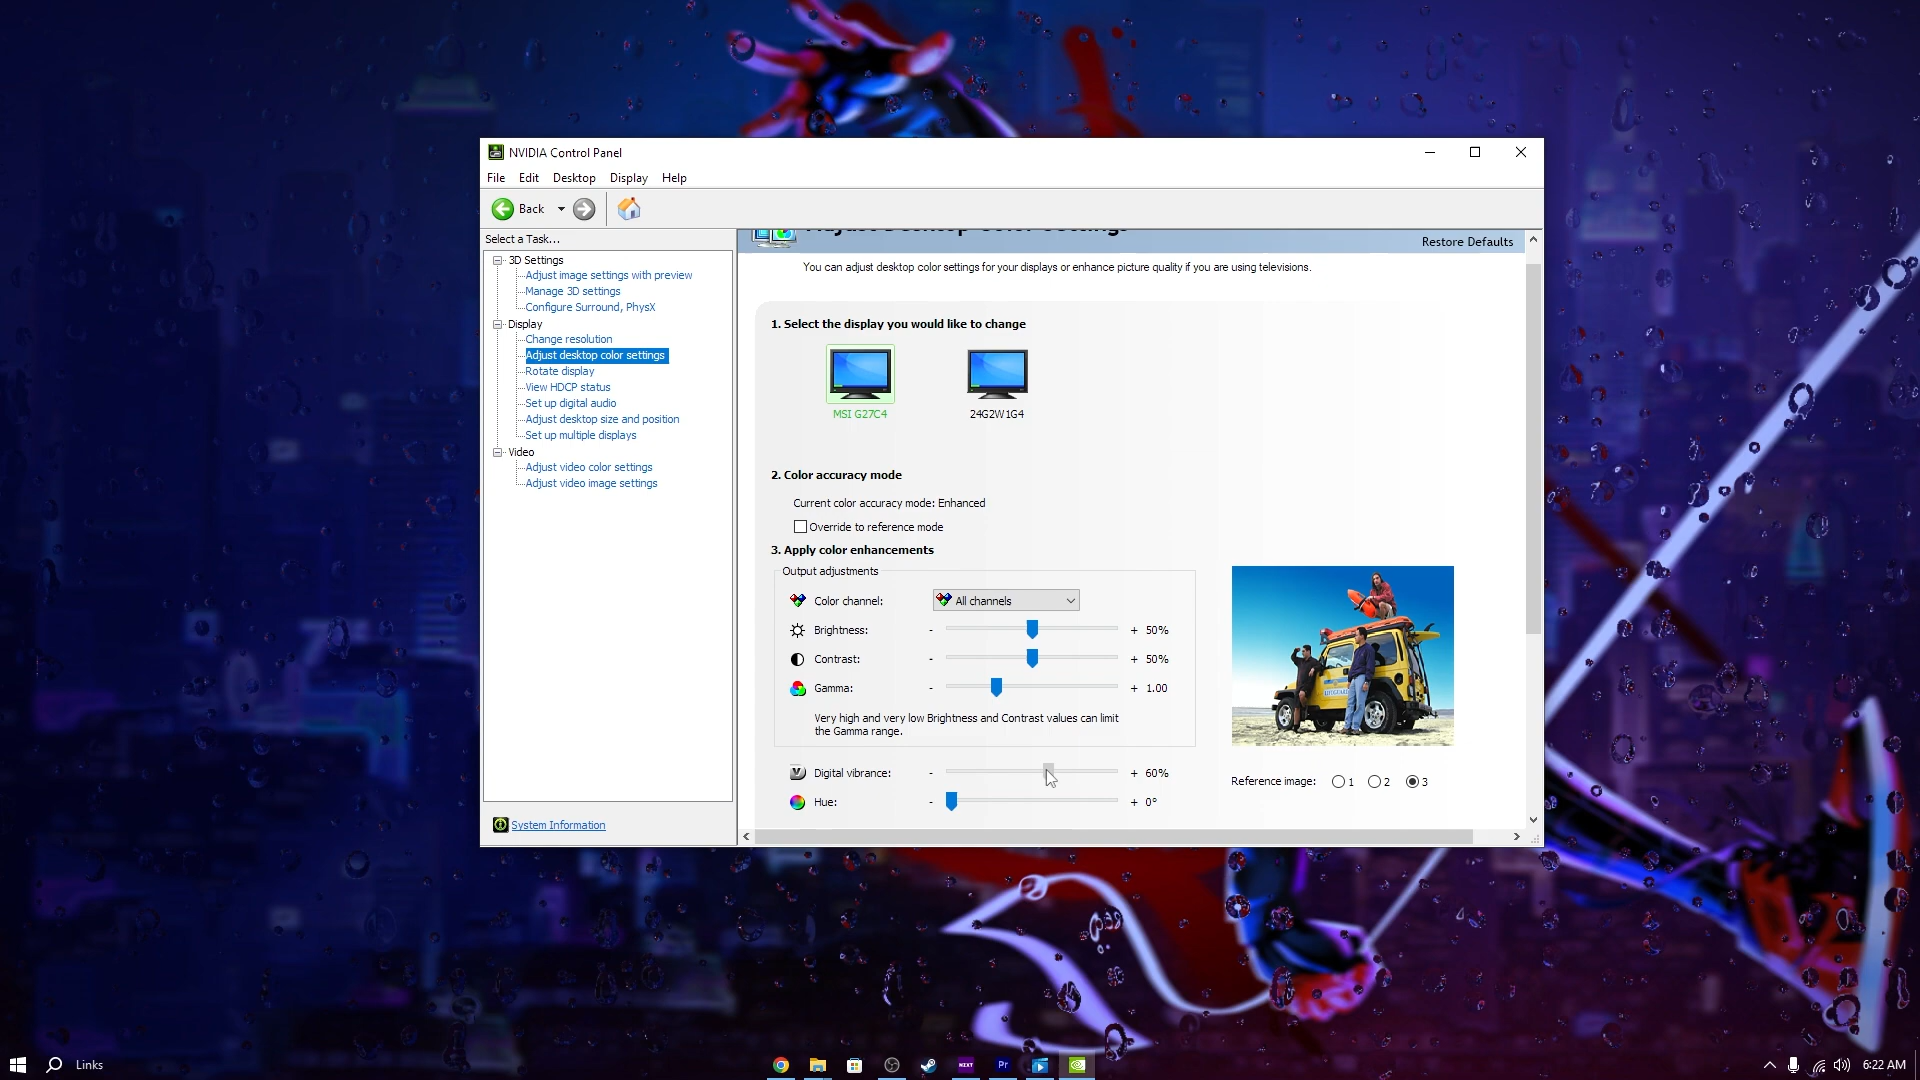 NVIDIA Control Panel
File Edit Desktop Display Help
Back
Select a Task...
3D Settings
Adjust image settings with preview
Manage 3D settings
Configure Surround, PhysX
Display
Change resolution
Adjust desktop color settings
Rotate display
View HDCP status
Set up digital audio
Adjust desktop size and position
Set up multiple displays
Video
Adjust video color settings
Adjust video image settings
System Information
Adjust Desktop Color Settings
Restore Defaults
You can adjust desktop color settings for your displays or enhance picture quality if you are using televisions.
1. Select the display you would like to change
MSI G27C4
24G2W1G4
2. Color accuracy mode
Current color accuracy mode: Enhanced
Override to reference mode
3. Apply color enhancements
Output adjustments
Color channel: All channels
Brightness: - + 50%
Contrast: - + 50%
Gamma: - + 1.00
Very high and very low Brightness and Contrast values can limit
the Gamma range.
Digital vibrance: - + 60%
Hue: - + 0°
Reference image: 1 2 3
Links
NZXT
Pr
6:22 AM